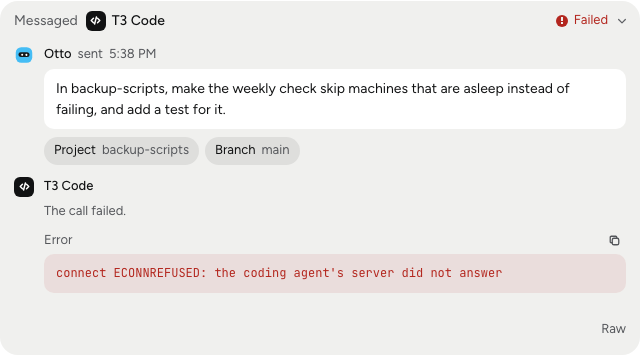 Messaged T3 Code Failed
Otto sent 5:38 PM
In backup-scripts, make the weekly check skip machines that are asleep instead of
failing, and add a test for it.
Project backup-scripts Branch main
T3 Code
The call failed.
Error
connect ECONNREFUSED: the coding agent's server did not answer
Raw